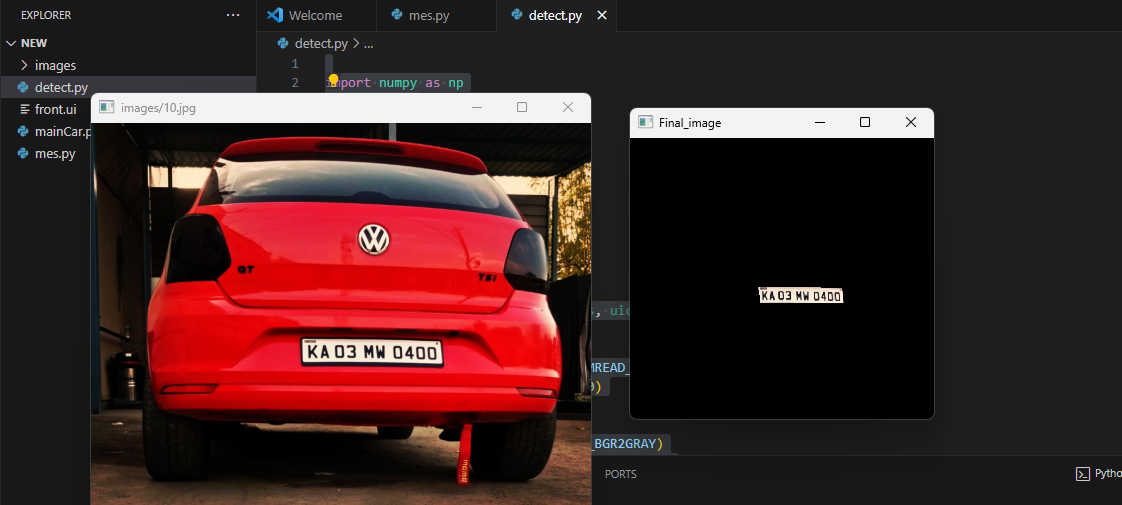 EXPLORER
...
Welcome
mes.py
detect.py
NEW
detect.py > ...
images
1
detect.py
2
import numpy as np
front.ui
images/10.jpg
Final_image
mainCar.p
mes.py
GT
TSi
KA 03 MW 0400
KA 03 MW 0400
, uic
MREAD_
0)
_BGR2GRAY)
PORTS
Pytho